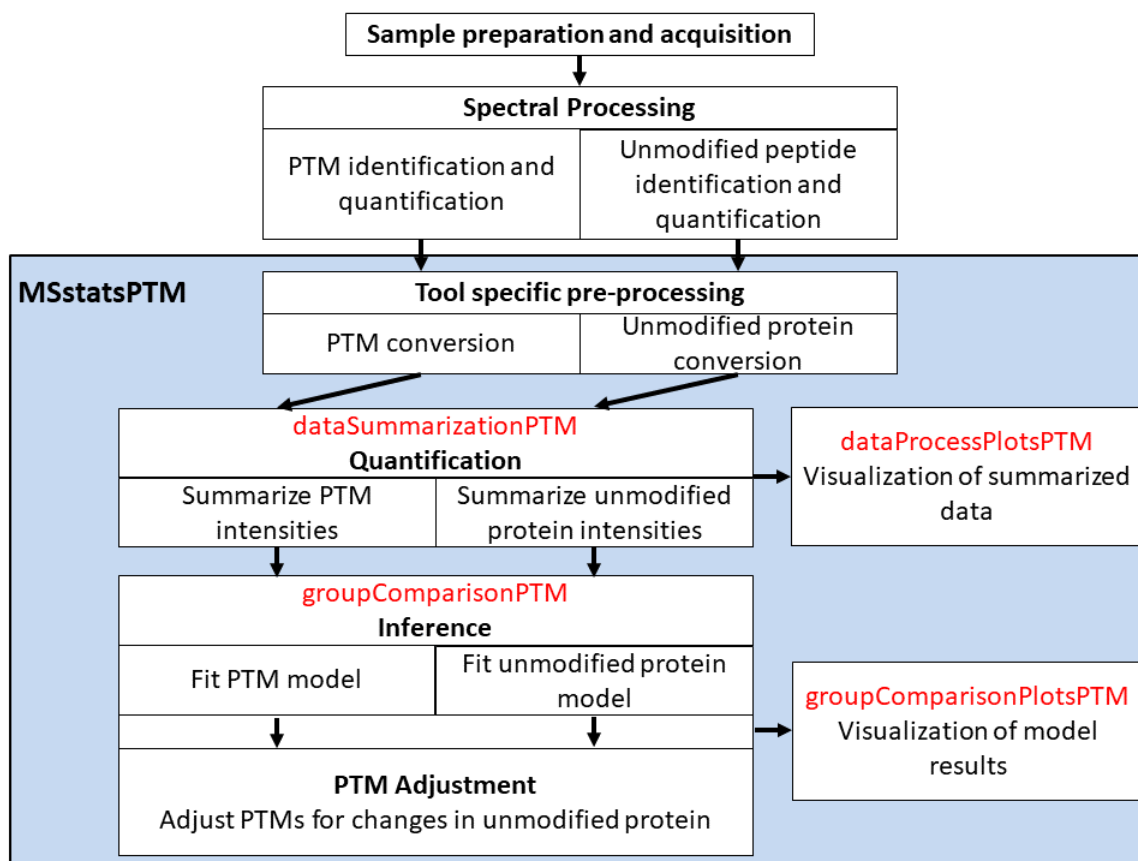 Sample preparation and acquisition
Spectral Processing
PTM identification and
quantification
Unmodified peptide
identification and
quantification
MSstatsPTM
Tool specific pre-processing
PTM conversion
Unmodified protein
conversion
dataSummarizationPTM
Quantification
Summarize PTM
intensities
Summarize unmodified
protein intensities
dataProcessPlotsPTM
Visualization of summarized
data
groupComparisonPTM
Inference
Fit PTM model
Fit unmodified protein
model
groupComparisonPlotsPTM
Visualization of model
results
PTM Adjustment
Adjust PTMs for changes in unmodified protein